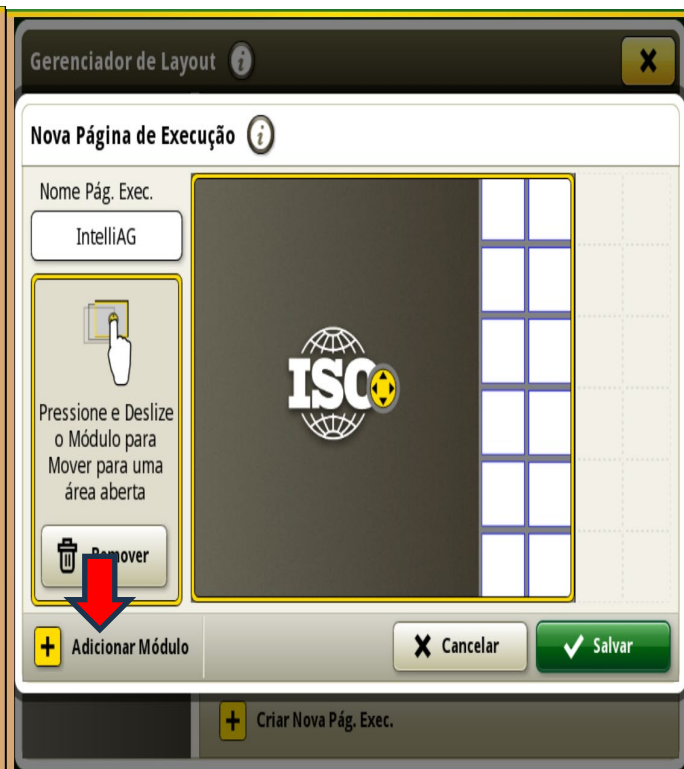 Gerenciador de Layout i
Nova Página de Execução i
Nome Pág. Exec.
IntelliAG
ISO
Pressione e Deslize
o Módulo para
Mover para uma
área aberta
Remover
+ Adicionar Módulo
Cancelar
Salvar
+ Criar Nova Pág. Exec.